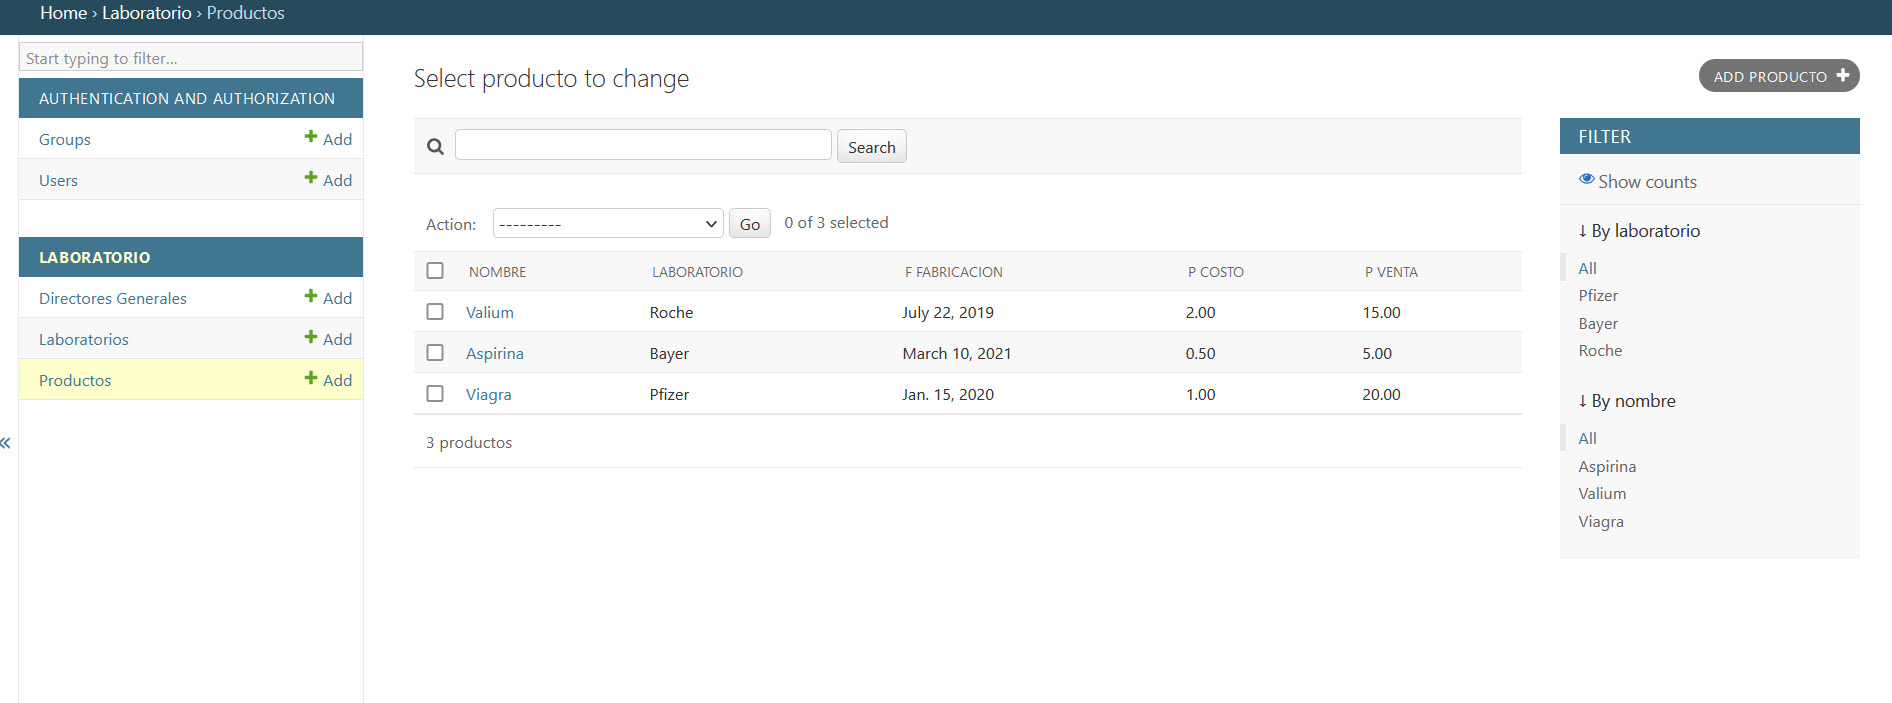 Home › Laboratorio › Productos
Start typing to filter...
AUTHENTICATION AND AUTHORIZATION
Groups + Add
Users + Add
LABORATORIO
Directores Generales + Add
Laboratorios + Add
Productos + Add
«
Select producto to change
ADD PRODUCTO +
Search
Action: --------- Go 0 of 3 selected
NOMBRE LABORATORIO F FABRICACION P COSTO P VENTA
Valium Roche July 22, 2019 2.00 15.00
Aspirina Bayer March 10, 2021 0.50 5.00
Viagra Pfizer Jan. 15, 2020 1.00 20.00
3 productos
FILTER
Show counts
↓ By laboratorio
All
Pfizer
Bayer
Roche
↓ By nombre
All
Aspirina
Valium
Viagra